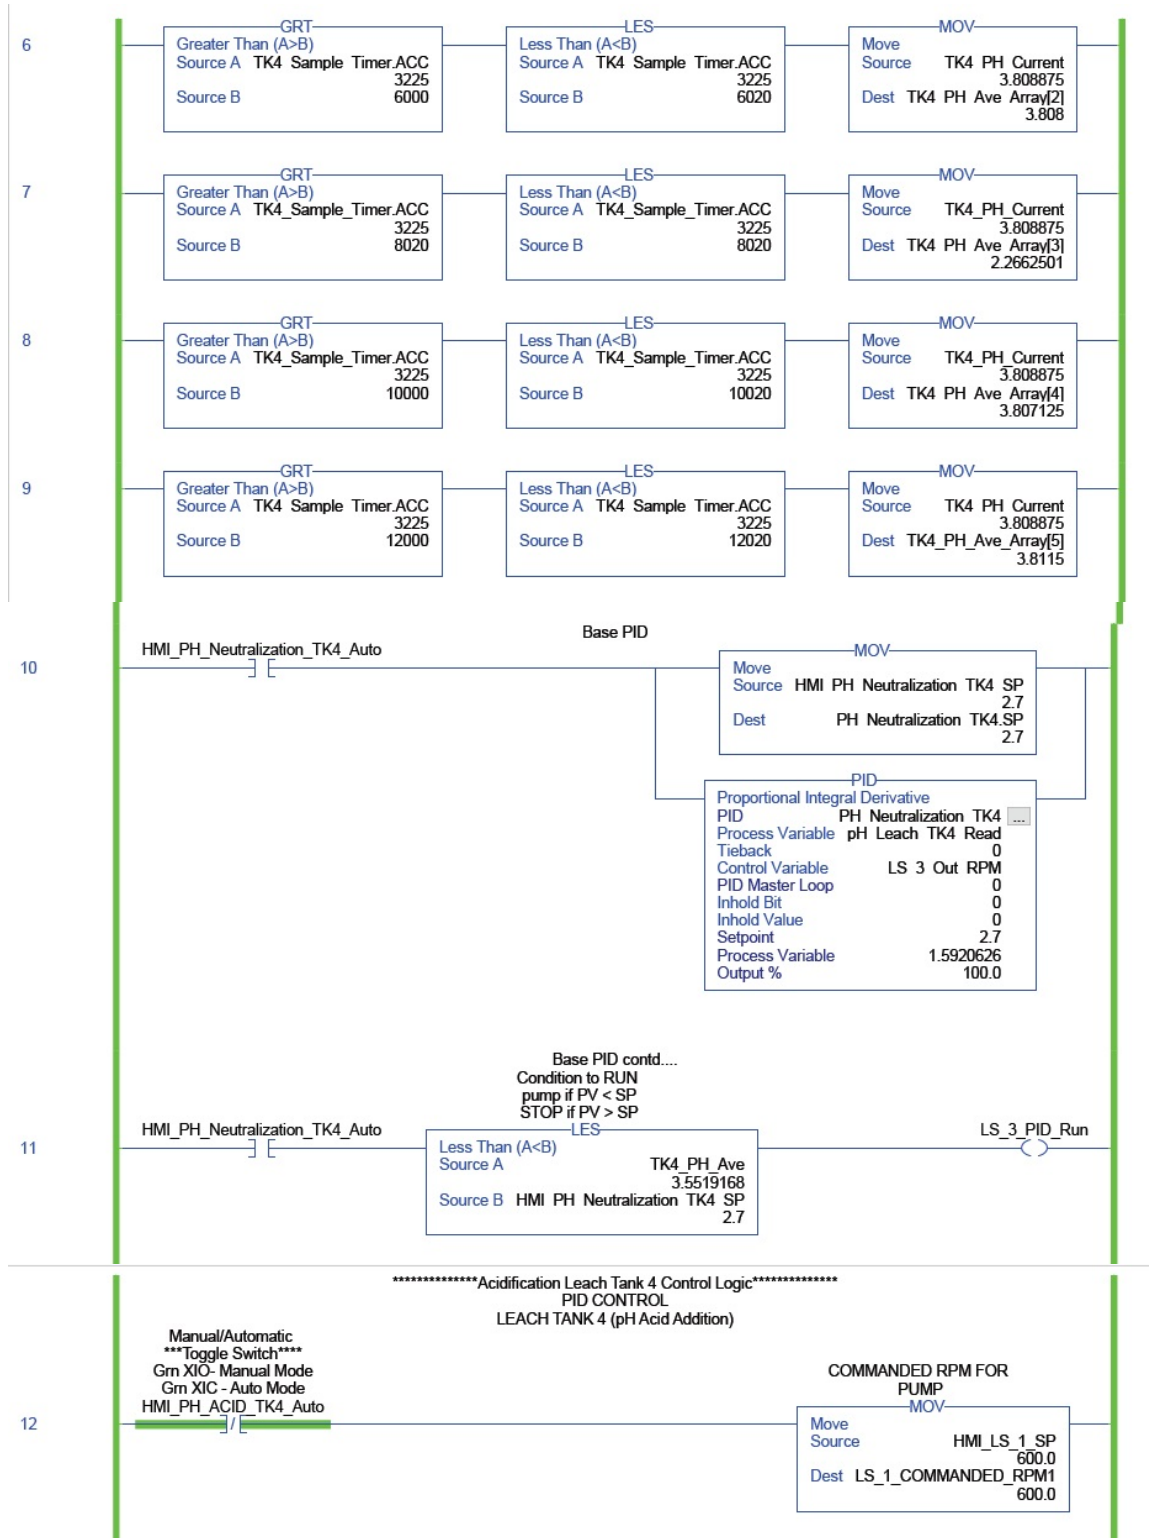 6
GRT
Greater Than (A>B)
Source A TK4 Sample Timer.ACC
3225
Source B 6000
LES
Less Than (A<B)
Source A TK4 Sample Timer.ACC
3225
Source B 6020
MOV
Move
Source TK4 PH Current
3.808875
Dest TK4 PH Ave Array[2]
3.808
7
GRT
Greater Than (A>B)
Source A TK4_Sample_Timer.ACC
3225
Source B 8020
LES
Less Than (A<B)
Source A TK4_Sample_Timer.ACC
3225
Source B 8020
MOV
Move
Source TK4_PH_Current
3.808875
Dest TK4 PH Ave Array[3]
2.2662501
8
GRT
Greater Than (A>B)
Source A TK4_Sample_Timer.ACC
3225
Source B 10000
LES
Less Than (A<B)
Source A TK4_Sample_Timer.ACC
3225
Source B 10020
MOV
Move
Source TK4_PH_Current
3.808875
Dest TK4 PH Ave Array[4]
3.807125
9
GRT
Greater Than (A>B)
Source A TK4 Sample Timer.ACC
3225
Source B 12000
LES
Less Than (A<B)
Source A TK4 Sample Timer.ACC
3225
Source B 12020
MOV
Move
Source TK4 PH Current
3.808875
Dest TK4_PH_Ave_Array[5]
3.8115
10
HMI_PH_Neutralization_TK4_Auto
Base PID
MOV
Move
Source HMI PH Neutralization TK4 SP
2.7
Dest PH Neutralization TK4.SP
2.7
PID
Proportional Integral Derivative
PID PH Neutralization TK4 ...
Process Variable pH Leach TK4 Read
Tieback 0
Control Variable LS 3 Out RPM
PID Master Loop 0
Inhold Bit 0
Inhold Value 0
Setpoint 2.7
Process Variable 1.5920626
Output % 100.0
11
HMI_PH_Neutralization_TK4_Auto
Base PID contd....
Condition to RUN
pump if PV < SP
STOP if PV > SP
LES
Less Than (A<B)
Source A TK4_PH_Ave
3.5519168
Source B HMI PH Neutralization TK4 SP
2.7
LS_3_PID_Run
**************Acidification Leach Tank 4 Control Logic**************
PID CONTROL
LEACH TANK 4 (pH Acid Addition)
12
Manual/Automatic
***Toggle Switch****
Grn XIO- Manual Mode
Grn XIC - Auto Mode
HMI_PH_ACID_TK4_Auto
COMMANDED RPM FOR
PUMP
MOV
Move
Source HMI_LS_1_SP
600.0
Dest LS_1_COMMANDED_RPM1
600.0